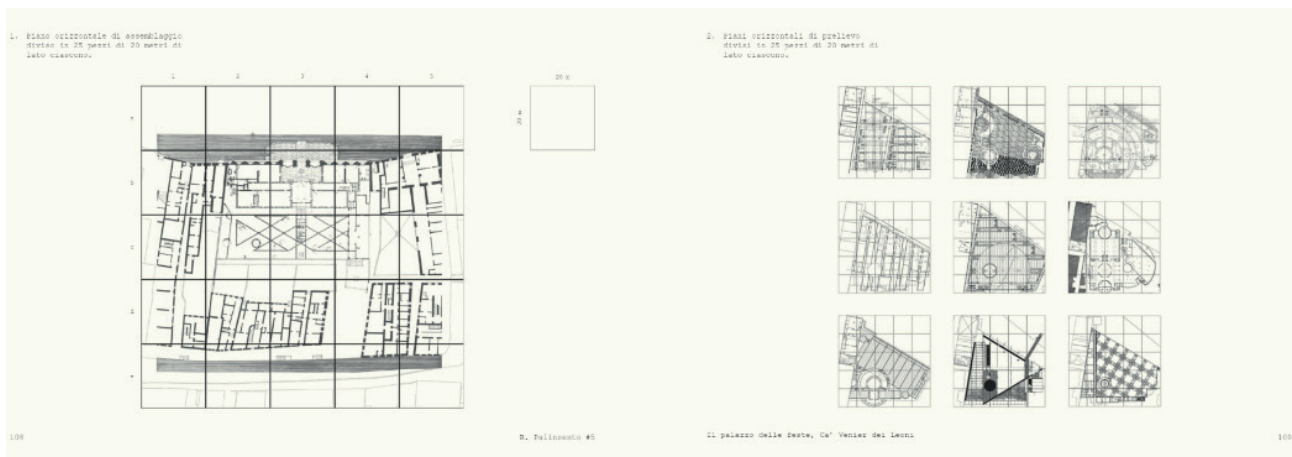 1. Piano orizzontale di assemblaggio
diviso in 25 pezzi di 20 metri di
lato ciascuno.
1 2 3 4 5
20 m
20 m
108
B. Palinsesto #5
2. Piani orizzontali di prelievo
divisi in 25 pezzi di 20 metri di
lato ciascuno.
Il palazzo delle feste, Ca' Venier dei Leoni